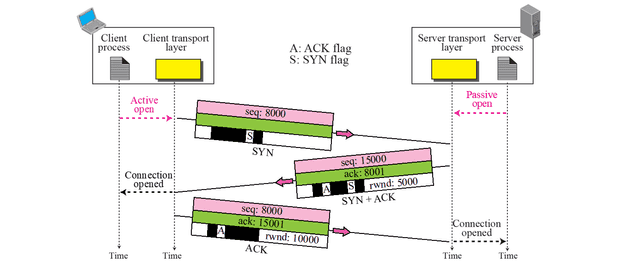 Client
process
Client transport
layer
A: ACK flag
S: SYN flag
Server transport
layer
Server
process
Active
open
Passive
open
seq: 8000
S
SYN
seq: 15000
ack: 8001
A
S
rwnd: 5000
SYN + ACK
Connection
opened
seq: 8000
ack: 15001
A
rwnd: 10000
ACK
Connection
opened
Time
Time
Time
Time